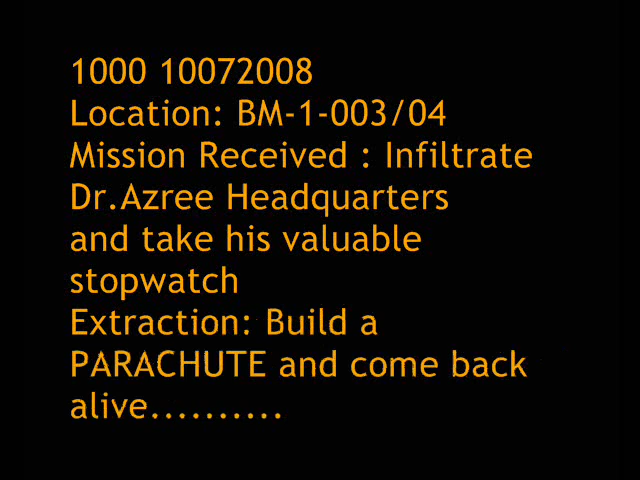 1000 10072008
Location: BM-1-003/04
Mission Received : Infiltrate
Dr.Azree Headquarters
and take his valuable
stopwatch
Extraction: Build a
PARACHUTE and come back
alive..........